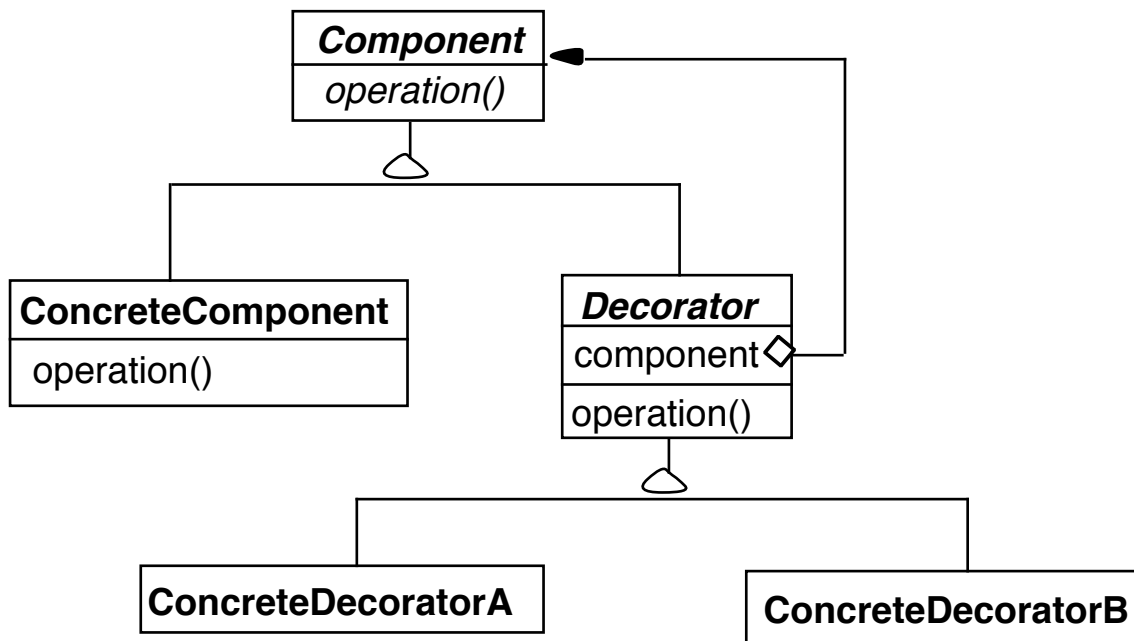 Component
operation()
ConcreteComponent
operation()
Decorator
component
operation()
ConcreteDecoratorA
ConcreteDecoratorB